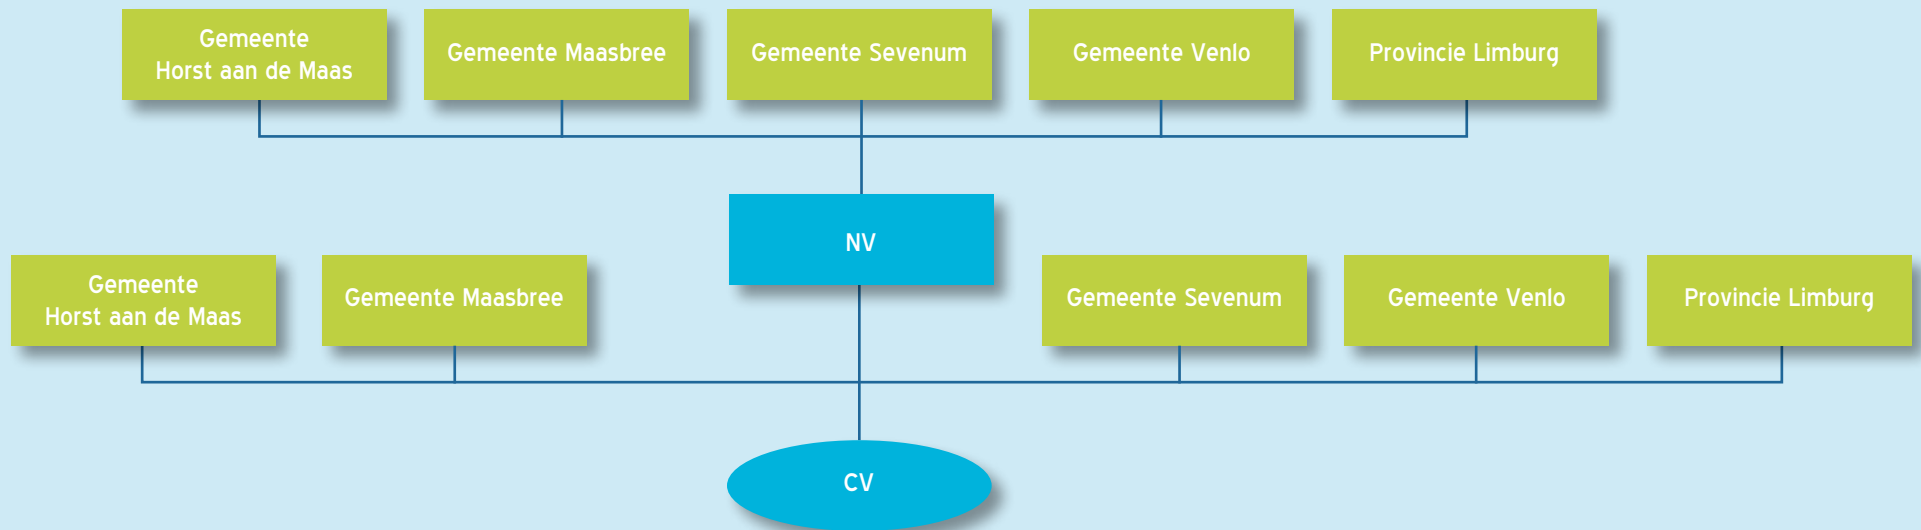 Gemeente
Horst aan de Maas
Gemeente Maasbree
Gemeente Sevenum
Gemeente Venlo
Provincie Limburg
NV
Gemeente
Horst aan de Maas
Gemeente Maasbree
Gemeente Sevenum
Gemeente Venlo
Provincie Limburg
CV